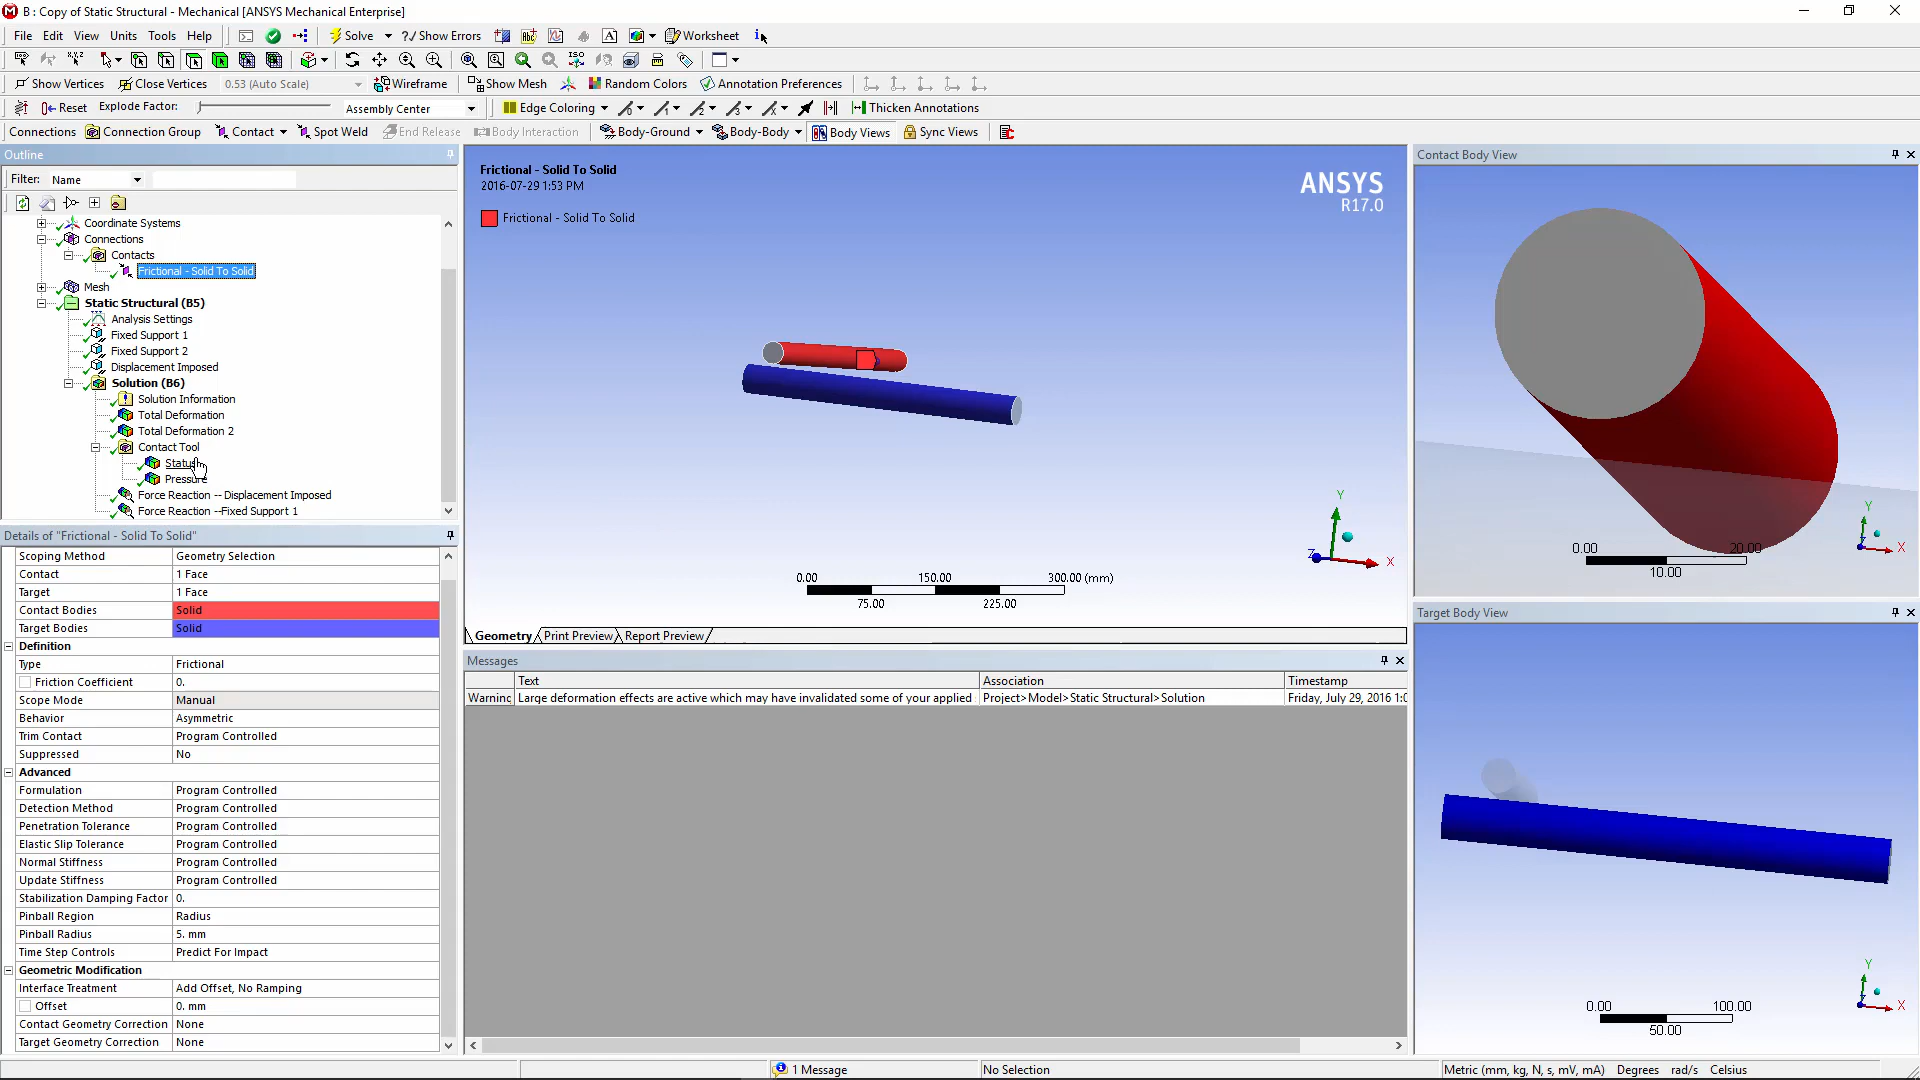 B : Copy of Static Structural - Mechanical [ANSYS Mechanical Enterprise]
File Edit View Units Tools Help Solve ?/ Show Errors Worksheet
Show Vertices Close Vertices 0.53 (Auto Scale) Wireframe Show Mesh Random Colors Annotation Preferences
Reset Explode Factor: Assembly Center Edge Coloring Thicken Annotations
Connections Connection Group Contact Spot Weld End Release Body Interaction Body-Ground Body-Body Body Views Sync Views
Outline
Filter: Name
Coordinate Systems
Connections
Contacts
Frictional - Solid To Solid
Mesh
Static Structural (B5)
Analysis Settings
Fixed Support 1
Fixed Support 2
Displacement Imposed
Solution (B6)
Solution Information
Total Deformation
Total Deformation 2
Contact Tool
Status
Pressure
Force Reaction -- Displacement Imposed
Force Reaction --Fixed Support 1
Details of "Frictional - Solid To Solid"
Scoping Method Geometry Selection
Contact 1 Face
Target 1 Face
Contact Bodies Solid
Target Bodies Solid
Definition
Type Frictional
Friction Coefficient 0.
Scope Mode Manual
Behavior Asymmetric
Trim Contact Program Controlled
Suppressed No
Advanced
Formulation Program Controlled
Detection Method Program Controlled
Penetration Tolerance Program Controlled
Elastic Slip Tolerance Program Controlled
Normal Stiffness Program Controlled
Update Stiffness Program Controlled
Stabilization Damping Factor 0.
Pinball Region Radius
Pinball Radius 5. mm
Time Step Controls Predict For Impact
Geometric Modification
Interface Treatment Add Offset, No Ramping
Offset 0. mm
Contact Geometry Correction None
Target Geometry Correction None
Frictional - Solid To Solid
2016-07-29 1:53 PM
Frictional - Solid To Solid
ANSYS
R17.0
Y
Z
X
0.00 150.00 300.00 (mm)
75.00 225.00
Geometry Print Preview Report Preview
Messages
Text Association Timestamp
Warning Large deformation effects are active which may have invalidated some of your applied Project>Model>Static Structural>Solution Friday, July 29, 2016 1:0
Contact Body View
0.00 20.00
10.00
Y
X
Target Body View
0.00 100.00
50.00
Y
X
1 Message No Selection Metric (mm, kg, N, s, mV, mA) Degrees rad/s Celsius